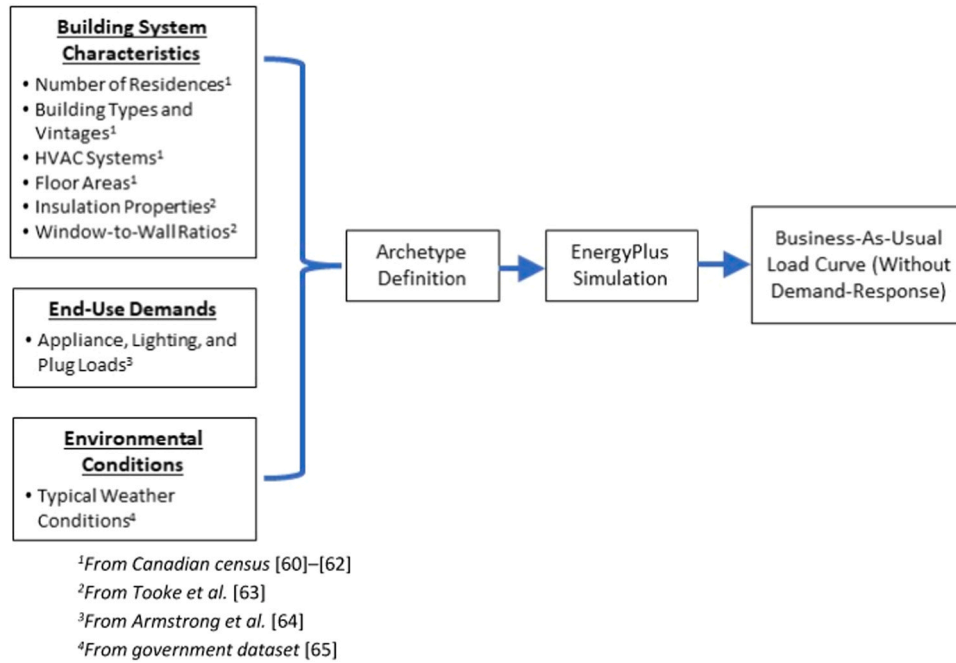 Building System
Characteristics
• Number of Residences¹
• Building Types and
Vintages¹
• HVAC Systems¹
• Floor Areas¹
• Insulation Properties²
• Window-to-Wall Ratios²
End-Use Demands
• Appliance, Lighting, and
Plug Loads³
Environmental
Conditions
• Typical Weather
Conditions⁴
Archetype
Definition
EnergyPlus
Simulation
Business-As-Usual
Load Curve (Without
Demand-Response)
¹From Canadian census [60]–[62]
²From Tooke et al. [63]
³From Armstrong et al. [64]
⁴From government dataset [65]